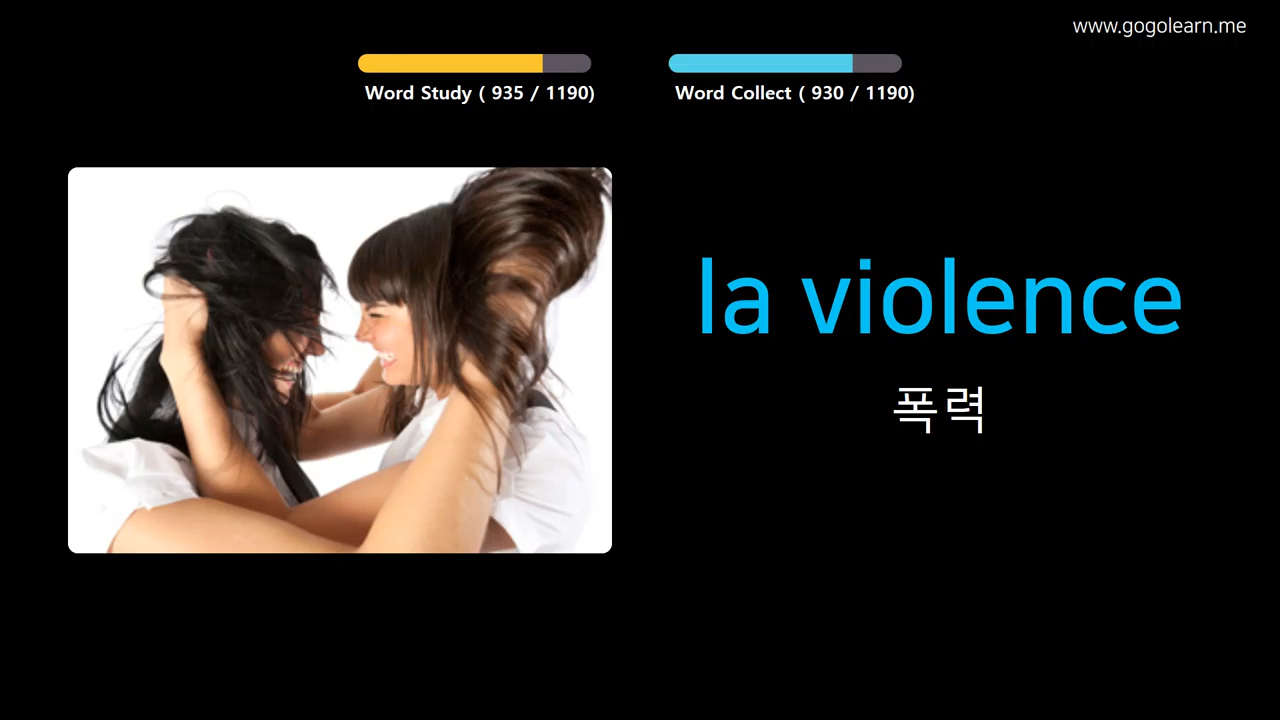 www.gogolearn.me
Word Study ( 935 / 1190)
Word Collect ( 930 / 1190)
la violence
폭력